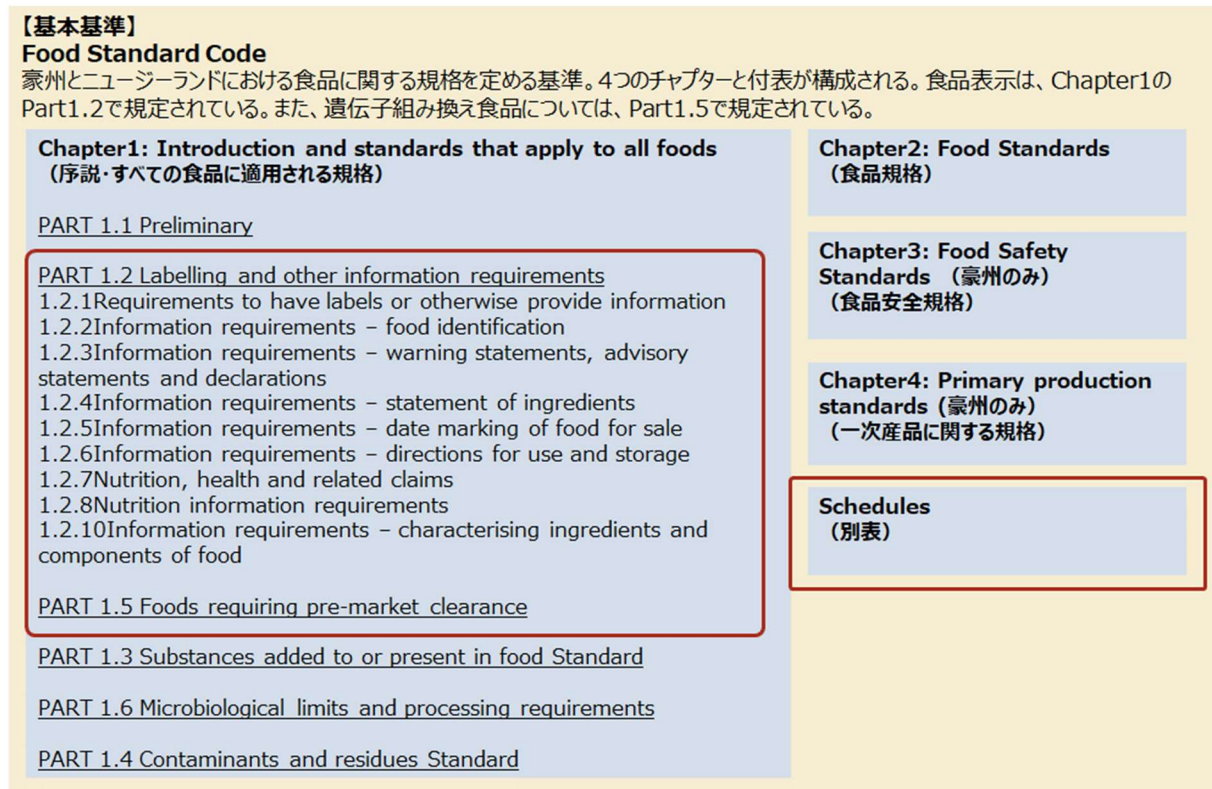 【基本基準】
Food Standard Code
豪州とニュージーランドにおける食品に関する規格を定める基準。4つのチャプターと付表が構成される。食品表示は、Chapter1の
Part1.2で規定されている。また、遺伝子組み換え食品については、Part1.5で規定されている。
Chapter1: Introduction and standards that apply to all foods
（序説・すべての食品に適用される規格）
PART 1.1 Preliminary
PART 1.2 Labelling and other information requirements
1.2.1Requirements to have labels or otherwise provide information
1.2.2Information requirements – food identification
1.2.3Information requirements – warning statements, advisory
statements and declarations
1.2.4Information requirements – statement of ingredients
1.2.5Information requirements – date marking of food for sale
1.2.6Information requirements – directions for use and storage
1.2.7Nutrition, health and related claims
1.2.8Nutrition information requirements
1.2.10Information requirements – characterising ingredients and
components of food
PART 1.5 Foods requiring pre-market clearance
PART 1.3 Substances added to or present in food Standard
PART 1.6 Microbiological limits and processing requirements
PART 1.4 Contaminants and residues Standard
Chapter2: Food Standards
（食品規格）
Chapter3: Food Safety
Standards （豪州のみ）
（食品安全規格）
Chapter4: Primary production
standards (豪州のみ）
（一次産品に関する規格）
Schedules
（別表）